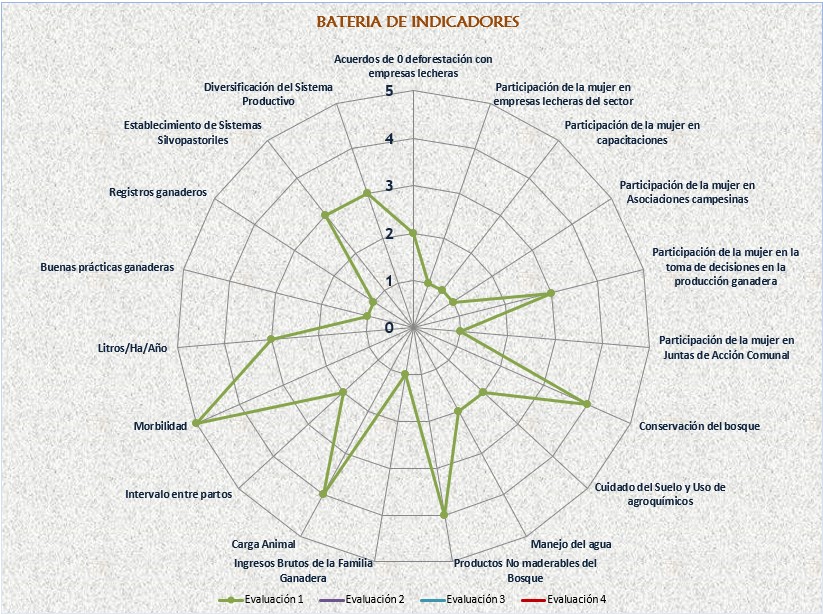 BATERIA DE INDICADORES
Acuerdos de 0 deforestación con
empresas lecheras
Participación de la mujer en
empresas lecheras del sector
Participación de la mujer en
capacitaciones
Participación de la mujer en
Asociaciones campesinas
Participación de la mujer en la
toma de decisiones en la
producción ganadera
Participación de la mujer en
Juntas de Acción Comunal
Conservación del bosque
Cuidado del Suelo y Uso de
agroquímicos
Manejo del agua
Productos No maderables del
Bosque
Ingresos Brutos de la Familia
Ganadera
Carga Animal
Intervalo entre partos
Morbilidad
Litros/Ha/Año
Buenas prácticas ganaderas
Registros ganaderos
Establecimiento de Sistemas
Silvopastoriles
Diversificación del Sistema
Productivo
5
4
3
2
1
0
Evaluación 1 Evaluación 2 Evaluación 3 Evaluación 4